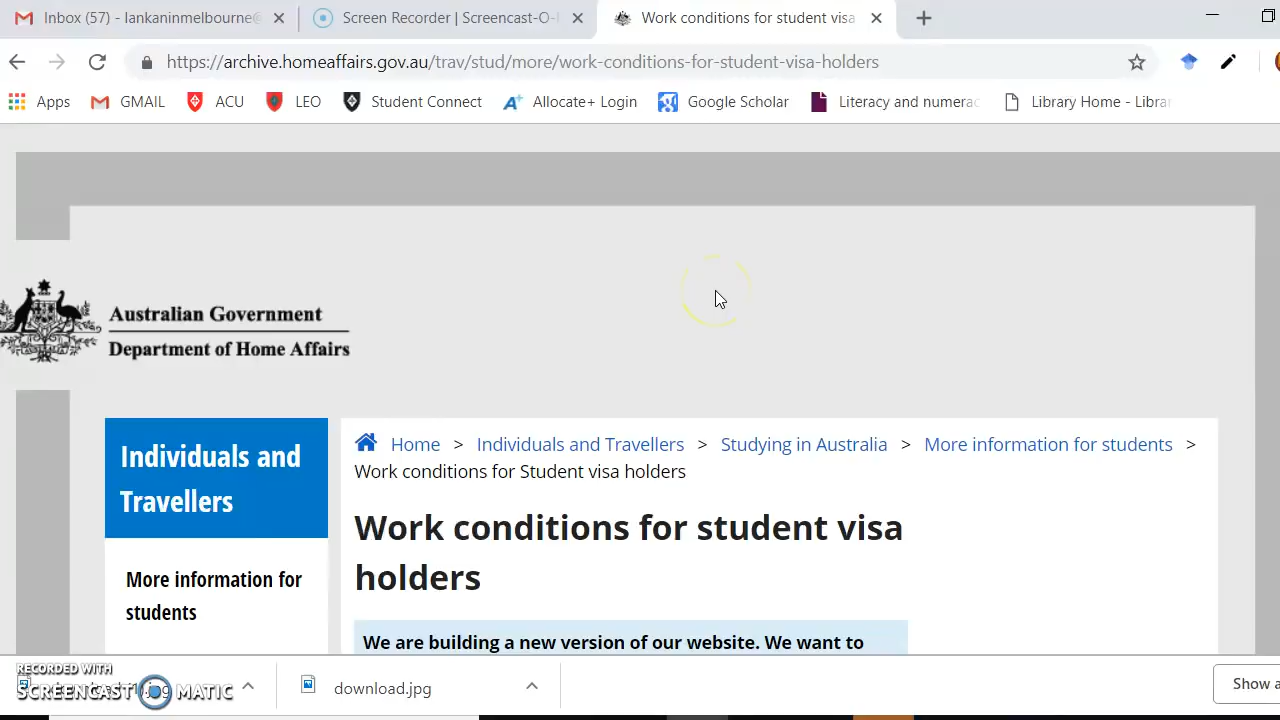 Inbox (57) - lankaninmelbourne@
Screen Recorder | Screencast-O-
Work conditions for student visa
https://archive.homeaffairs.gov.au/trav/stud/more/work-conditions-for-student-visa-holders
Apps
GMAIL
ACU
LEO
Student Connect
Allocate+ Login
Google Scholar
Literacy and numerac
Library Home - Librar
Australian Government
Department of Home Affairs
Individuals and
Travellers
More information for
students
Home > Individuals and Travellers > Studying in Australia > More information for students >
Work conditions for Student visa holders
Work conditions for student visa
holders
We are building a new version of our website. We want to
RECORDED WITH
SCREENCAST MATIC
download.jpg
Show a